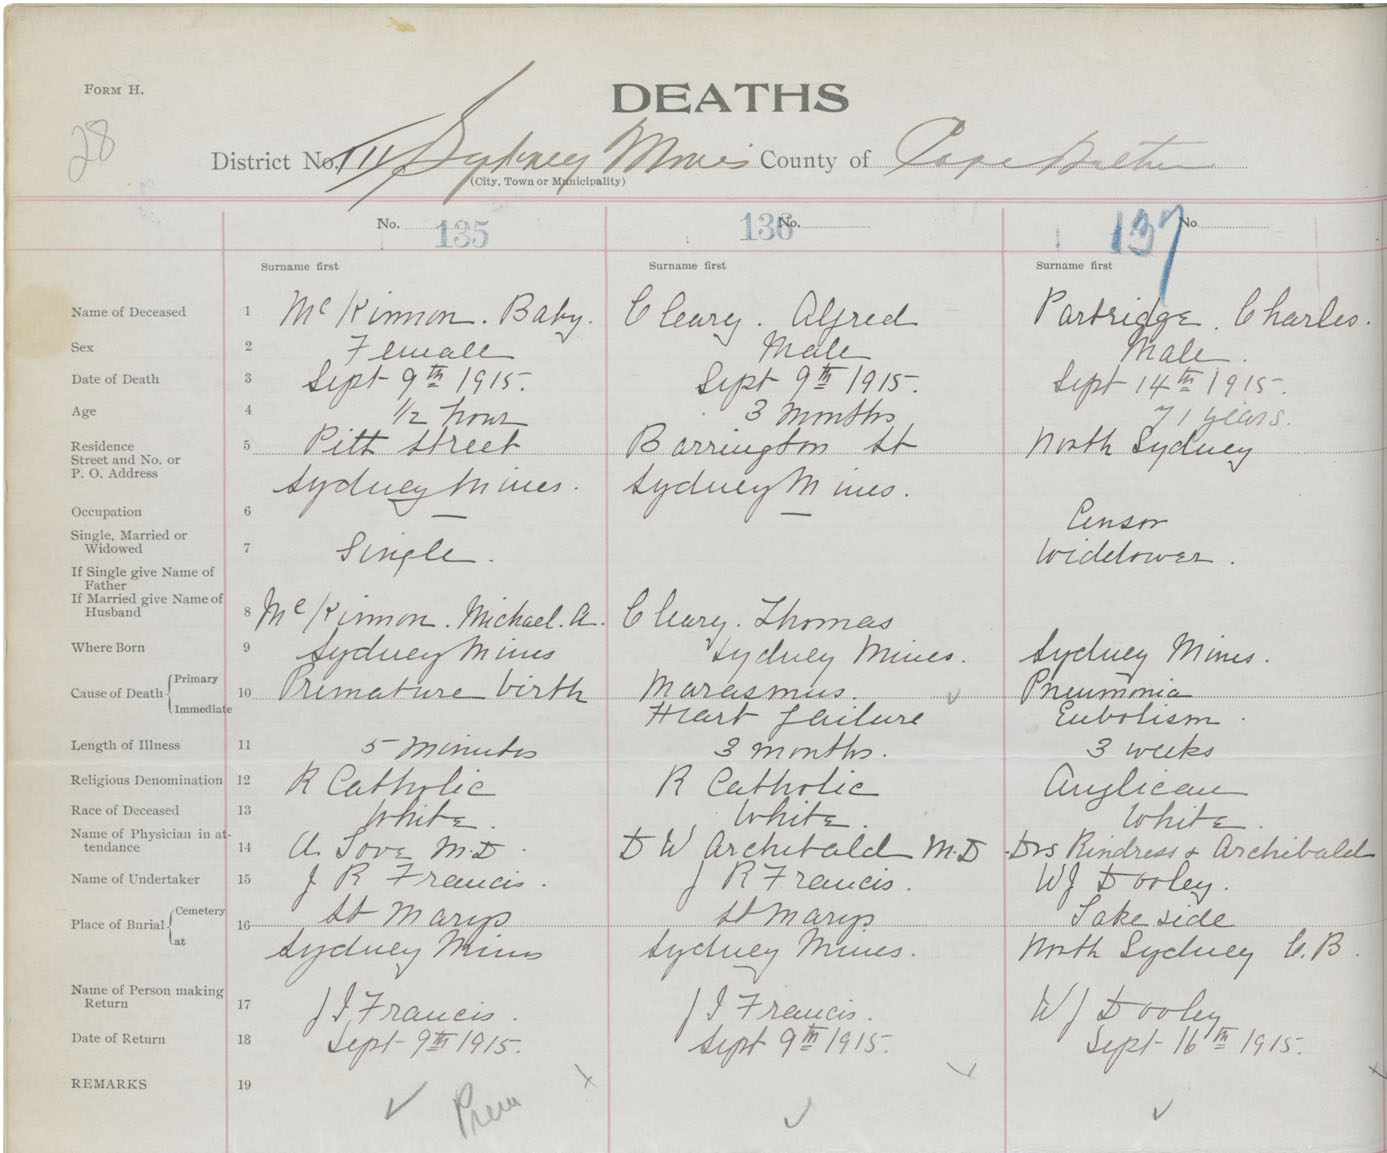 FORM H.
DEATHS
28
District No. III Sydney Mines County of Cape Breton
(City, Town or Municipality)
No. 135 136 No. 137 No
Surname first Surname first Surname first
Name of Deceased 1 McKinnon. Baby. Cleary. Alfred Partridge. Charles.
Sex 2 Female Male Male.
Date of Death 3 Sept 9th 1915. Sept 9th 1915. Sept 14th 1915.
Age 4 1/2 hour 3 months 71 years.
Residence
Street and No. or
P. O. Address
5 Pitt Street Barrington St North Sydney
Sydney Mines. Sydney Mines.
Occupation 6 — — Censor
Single, Married or
Widowed
7 Single. Widelower.
If Single give Name of
Father
If Married give Name of
Husband
8 McKinnon. Michael. A. Cleary. Thomas
Where Born 9 Sydney Mines Sydney Mines. Sydney Mines.
Cause of Death Primary Immediate
10 Premature birth Marasmus. Pneumonia
Heart failure Eubolism.
Length of Illness 11 5 minutes 3 months. 3 weeks
Religious Denomination 12 R Catholic R Catholic Anglican
Race of Deceased 13 White. White. White.
Name of Physician in at-
tendance
14 A. Love M.D. D W Archibald M.D Drs Rindress & Archibald
Name of Undertaker 15 J R Francis. J R Francis. WJ Dooley.
Place of Burial Cemetery at
16 St Marys St Marys Lakeside
Sydney Mines Sydney Mines. North Sydney C.B.
Name of Person making
Return
17 J J Francis. J J Francis. W J Dooley
Date of Return 18 Sept 9th 1915. Sept 9th 1915. Sept 16th 1915.
REMARKS 19
Prem